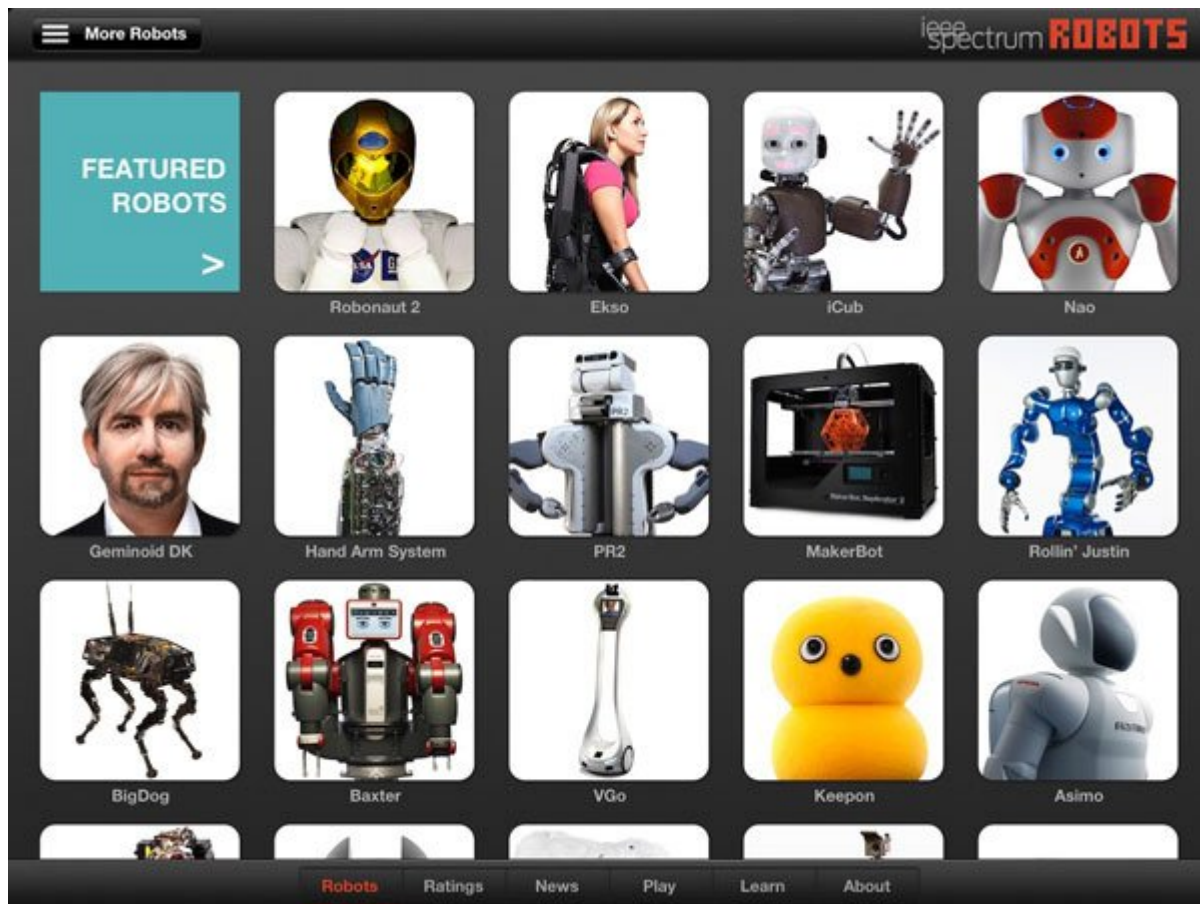 More Robots
ieee spectrum ROBOTS
FEATURED
ROBOTS
>
Robonaut 2
Ekso
iCub
Nao
Geminoid DK
Hand Arm System
PR2
PR2
MakerBot
Rollin' Justin
BigDog
Baxter
VGo
Keepon
Asimo
Robots
Ratings
News
Play
Learn
About